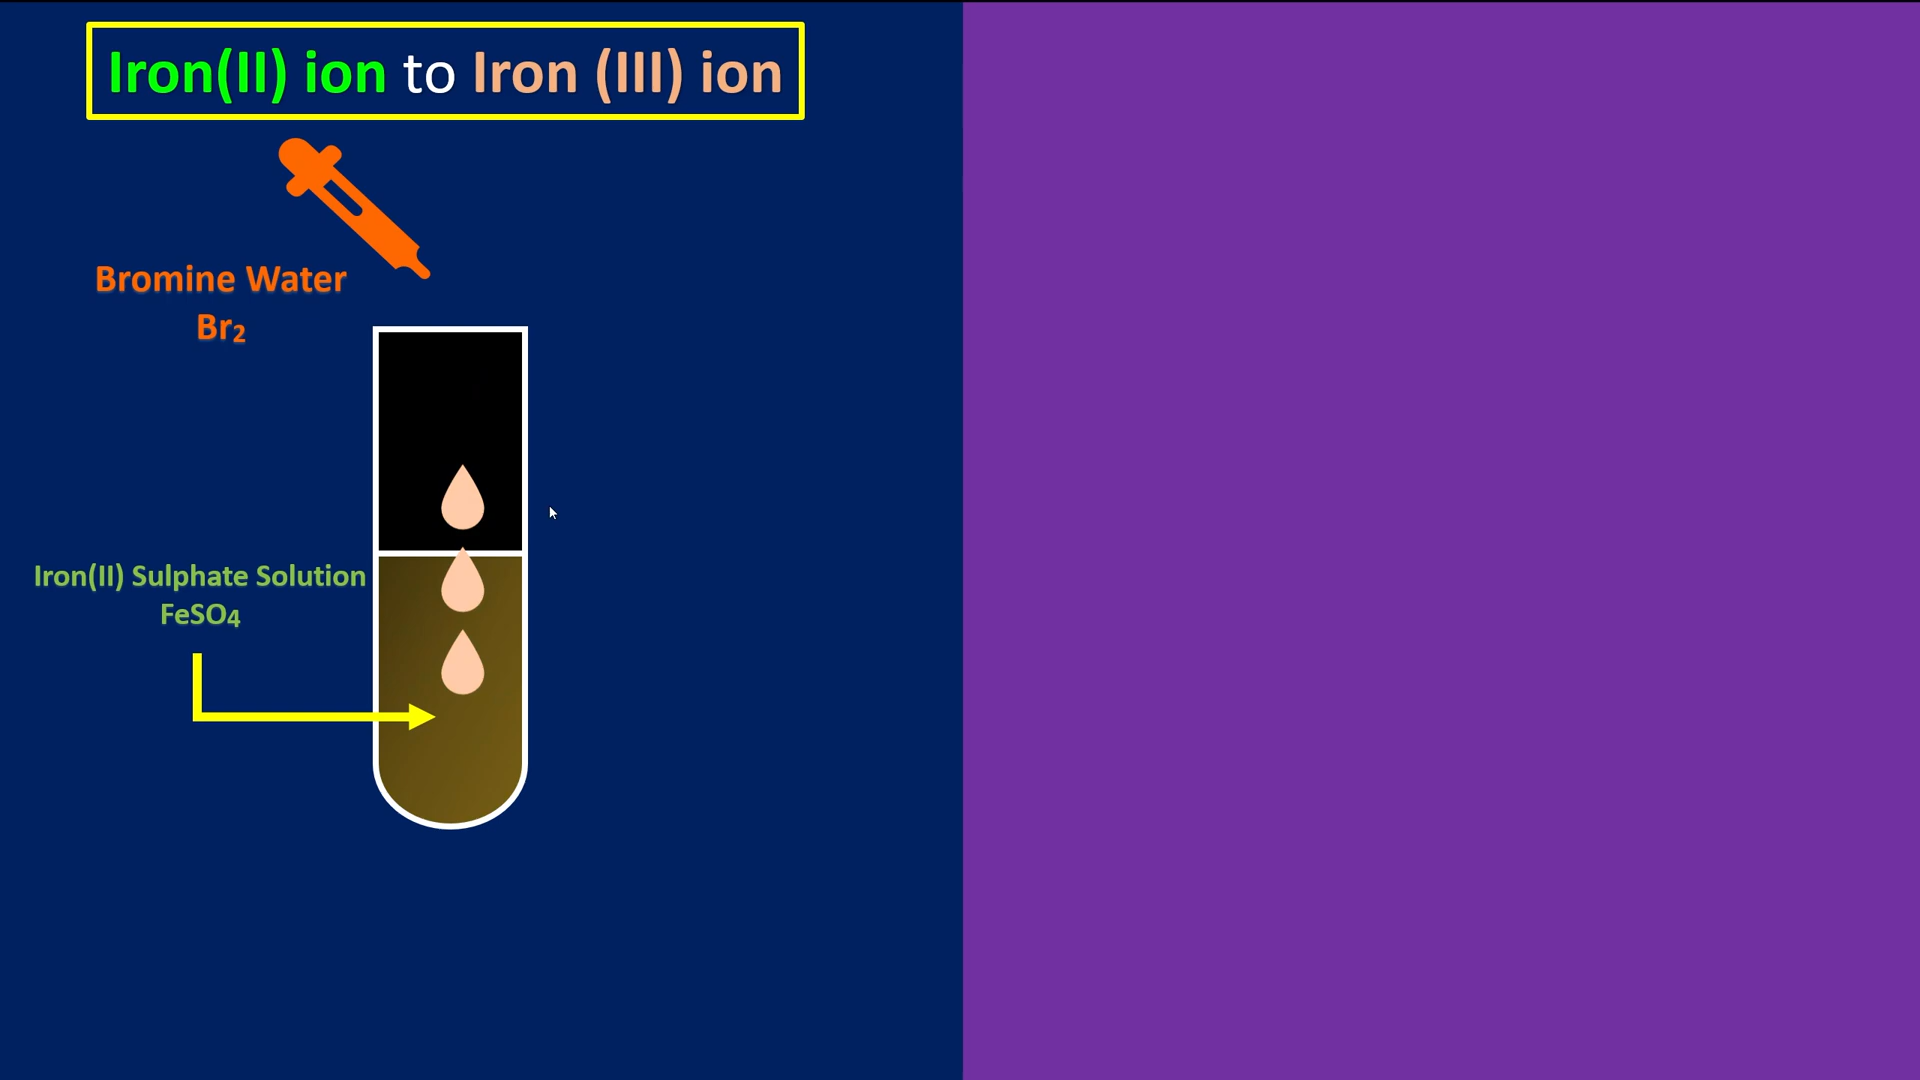 Iron(II) ion to Iron (III) ion
Bromine Water
Br₂
Iron(II) Sulphate Solution
FeSO₄